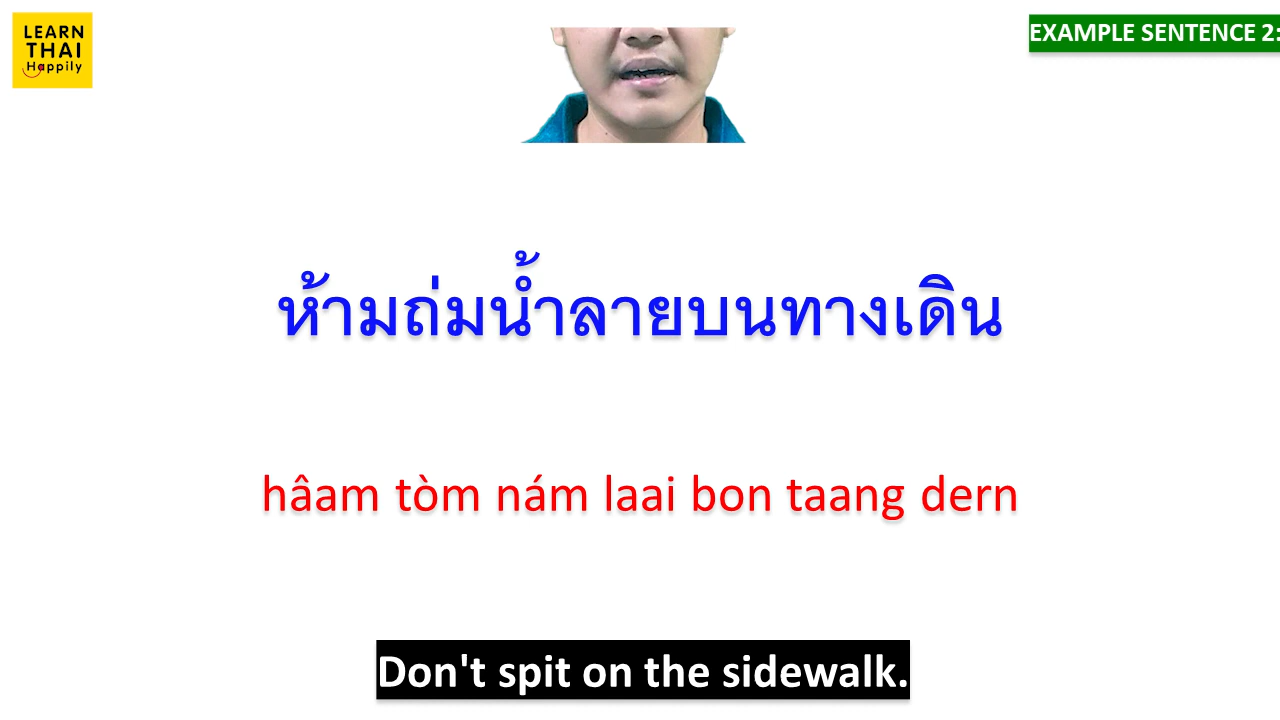 LEARN
THAI
Happily
EXAMPLE SENTENCE 2:
ห้ามถ่มน้ำลายบนทางเดิน
hâam tòm nám laai bon taang dern
Don't spit on the sidewalk.